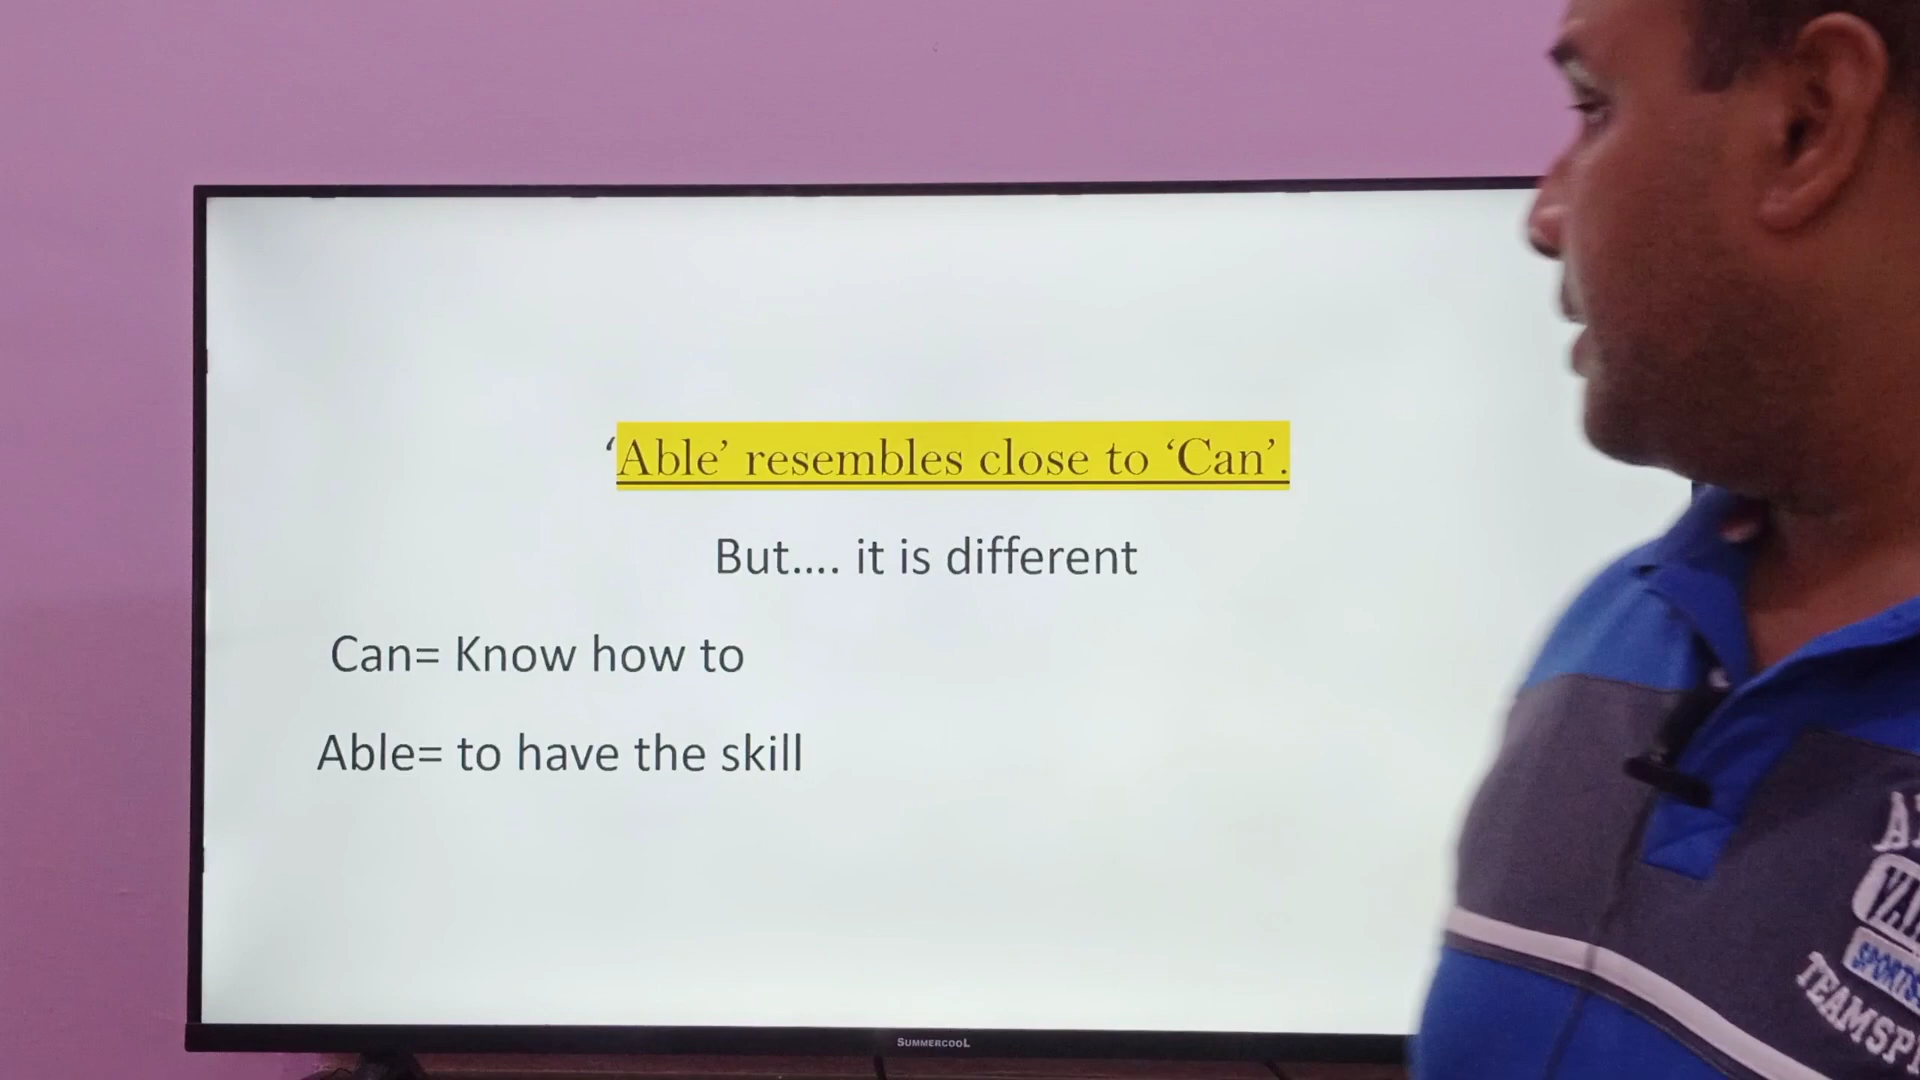 ‘Able’ resembles close to ‘Can’.
But.... it is different
Can= Know how to
Able= to have the skill
SUMMERCOOL
SPORTS